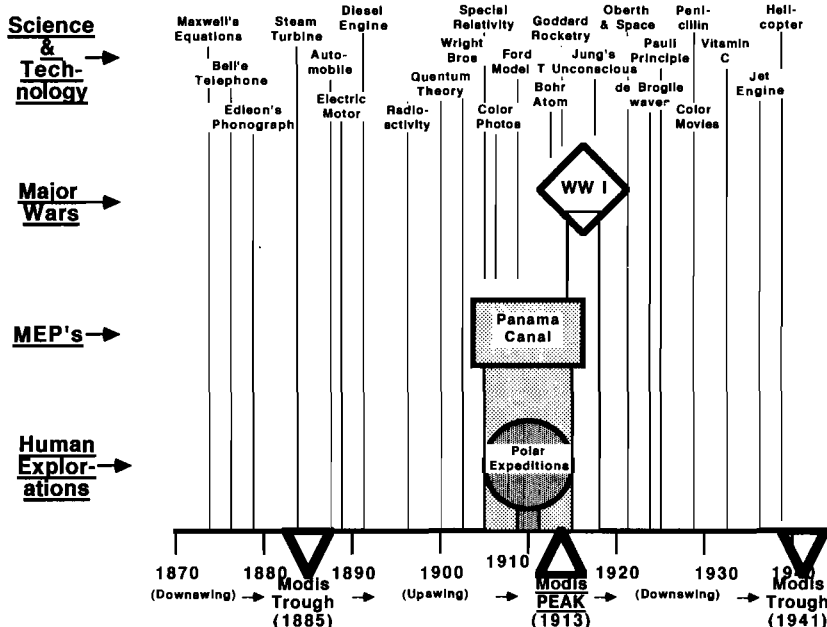 Science
&
Tech-
nology
Maxwell's
Equations
Bell'e
Telephone
Edleon's
Phonograph
Steam
Turbine
Auto-
mobile
Electric
Motor
Diesel
Engine
Radio-
activity
Quantum
Theory
Wright
Bros
Special
Relativity
Color
Photos
Ford
Model T
Goddard
Rocketry
Bohr
Atom
Jung's
Unconscious
Oberth
& Space
de Broglie
waves
Pauli
Principle
Peni-
cillin
Color
Movies
Vitamin
C
Jet
Engine
Heli-
copter
Major
Wars
WW I
MEP's
Panama
Canal
Human
Explor-
ations
Polar
Expeditions
1870
1880
1890
1900
1910
1920
1930
1940
(Downswing)
Modis
Trough
(1885)
(Upswing)
Modis
PEAK
(1913)
(Downswing)
Modis
Trough
(1941)